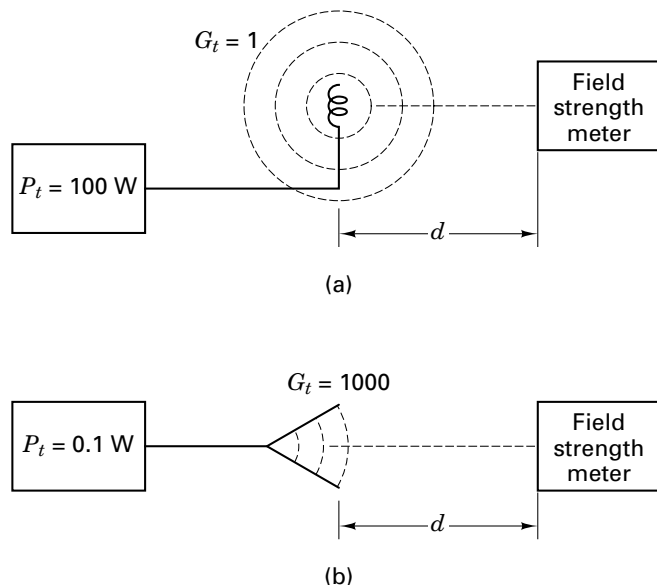 G_t = 1
Field
strength
meter
P_t = 100 W
d
(a)
G_t = 1000
P_t = 0.1 W
Field
strength
meter
d
(b)